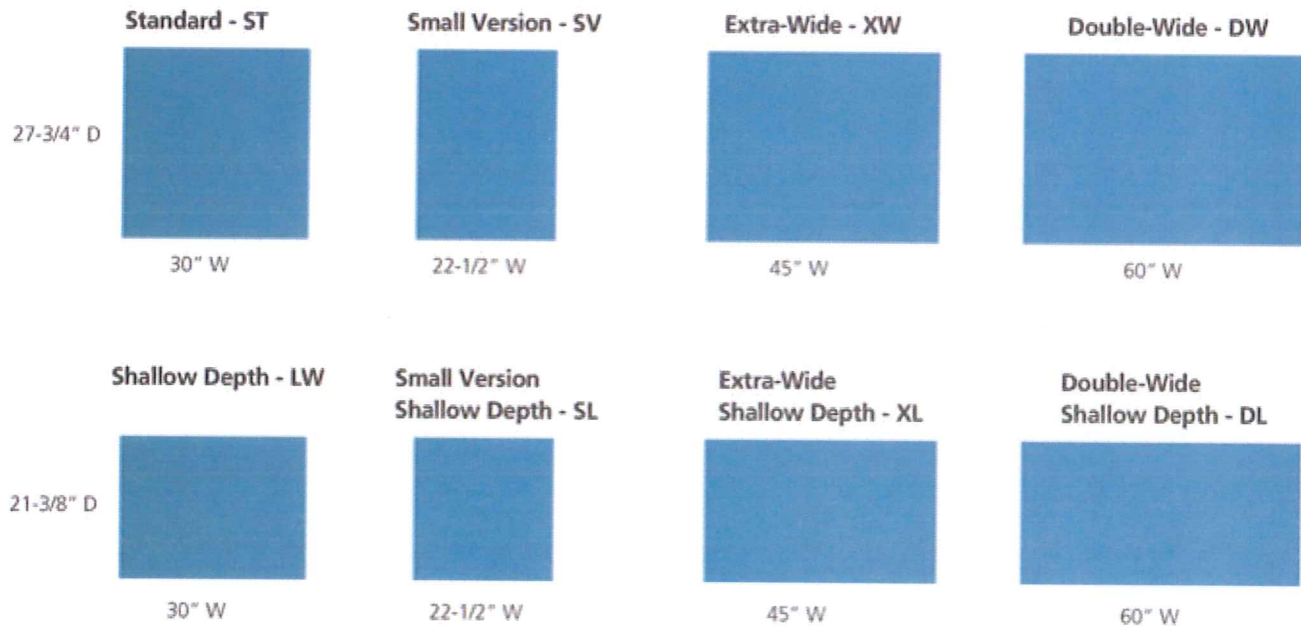 Standard - ST
Small Version - SV
Extra-Wide - XW
Double-Wide - DW
27-3/4" D
30" W
22-1/2" W
45" W
60" W
Shallow Depth - LW
Small Version
Shallow Depth - SL
Extra-Wide
Shallow Depth - XL
Double-Wide
Shallow Depth - DL
21-3/8" D
30" W
22-1/2" W
45" W
60" W